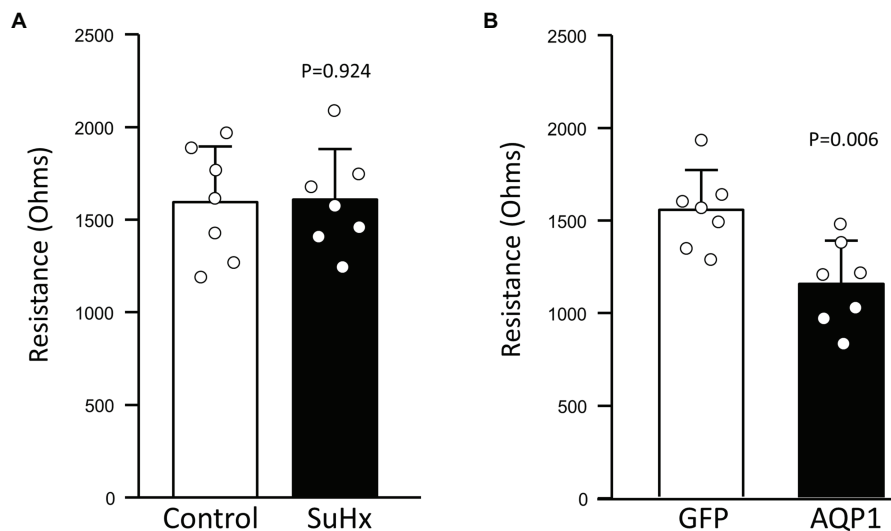 A
Resistance (Ohms)
2500
2000
1500
1000
500
0
P=0.924
Control SuHx
B
Resistance (Ohms)
2500
2000
1500
1000
500
0
P=0.006
GFP AQP1